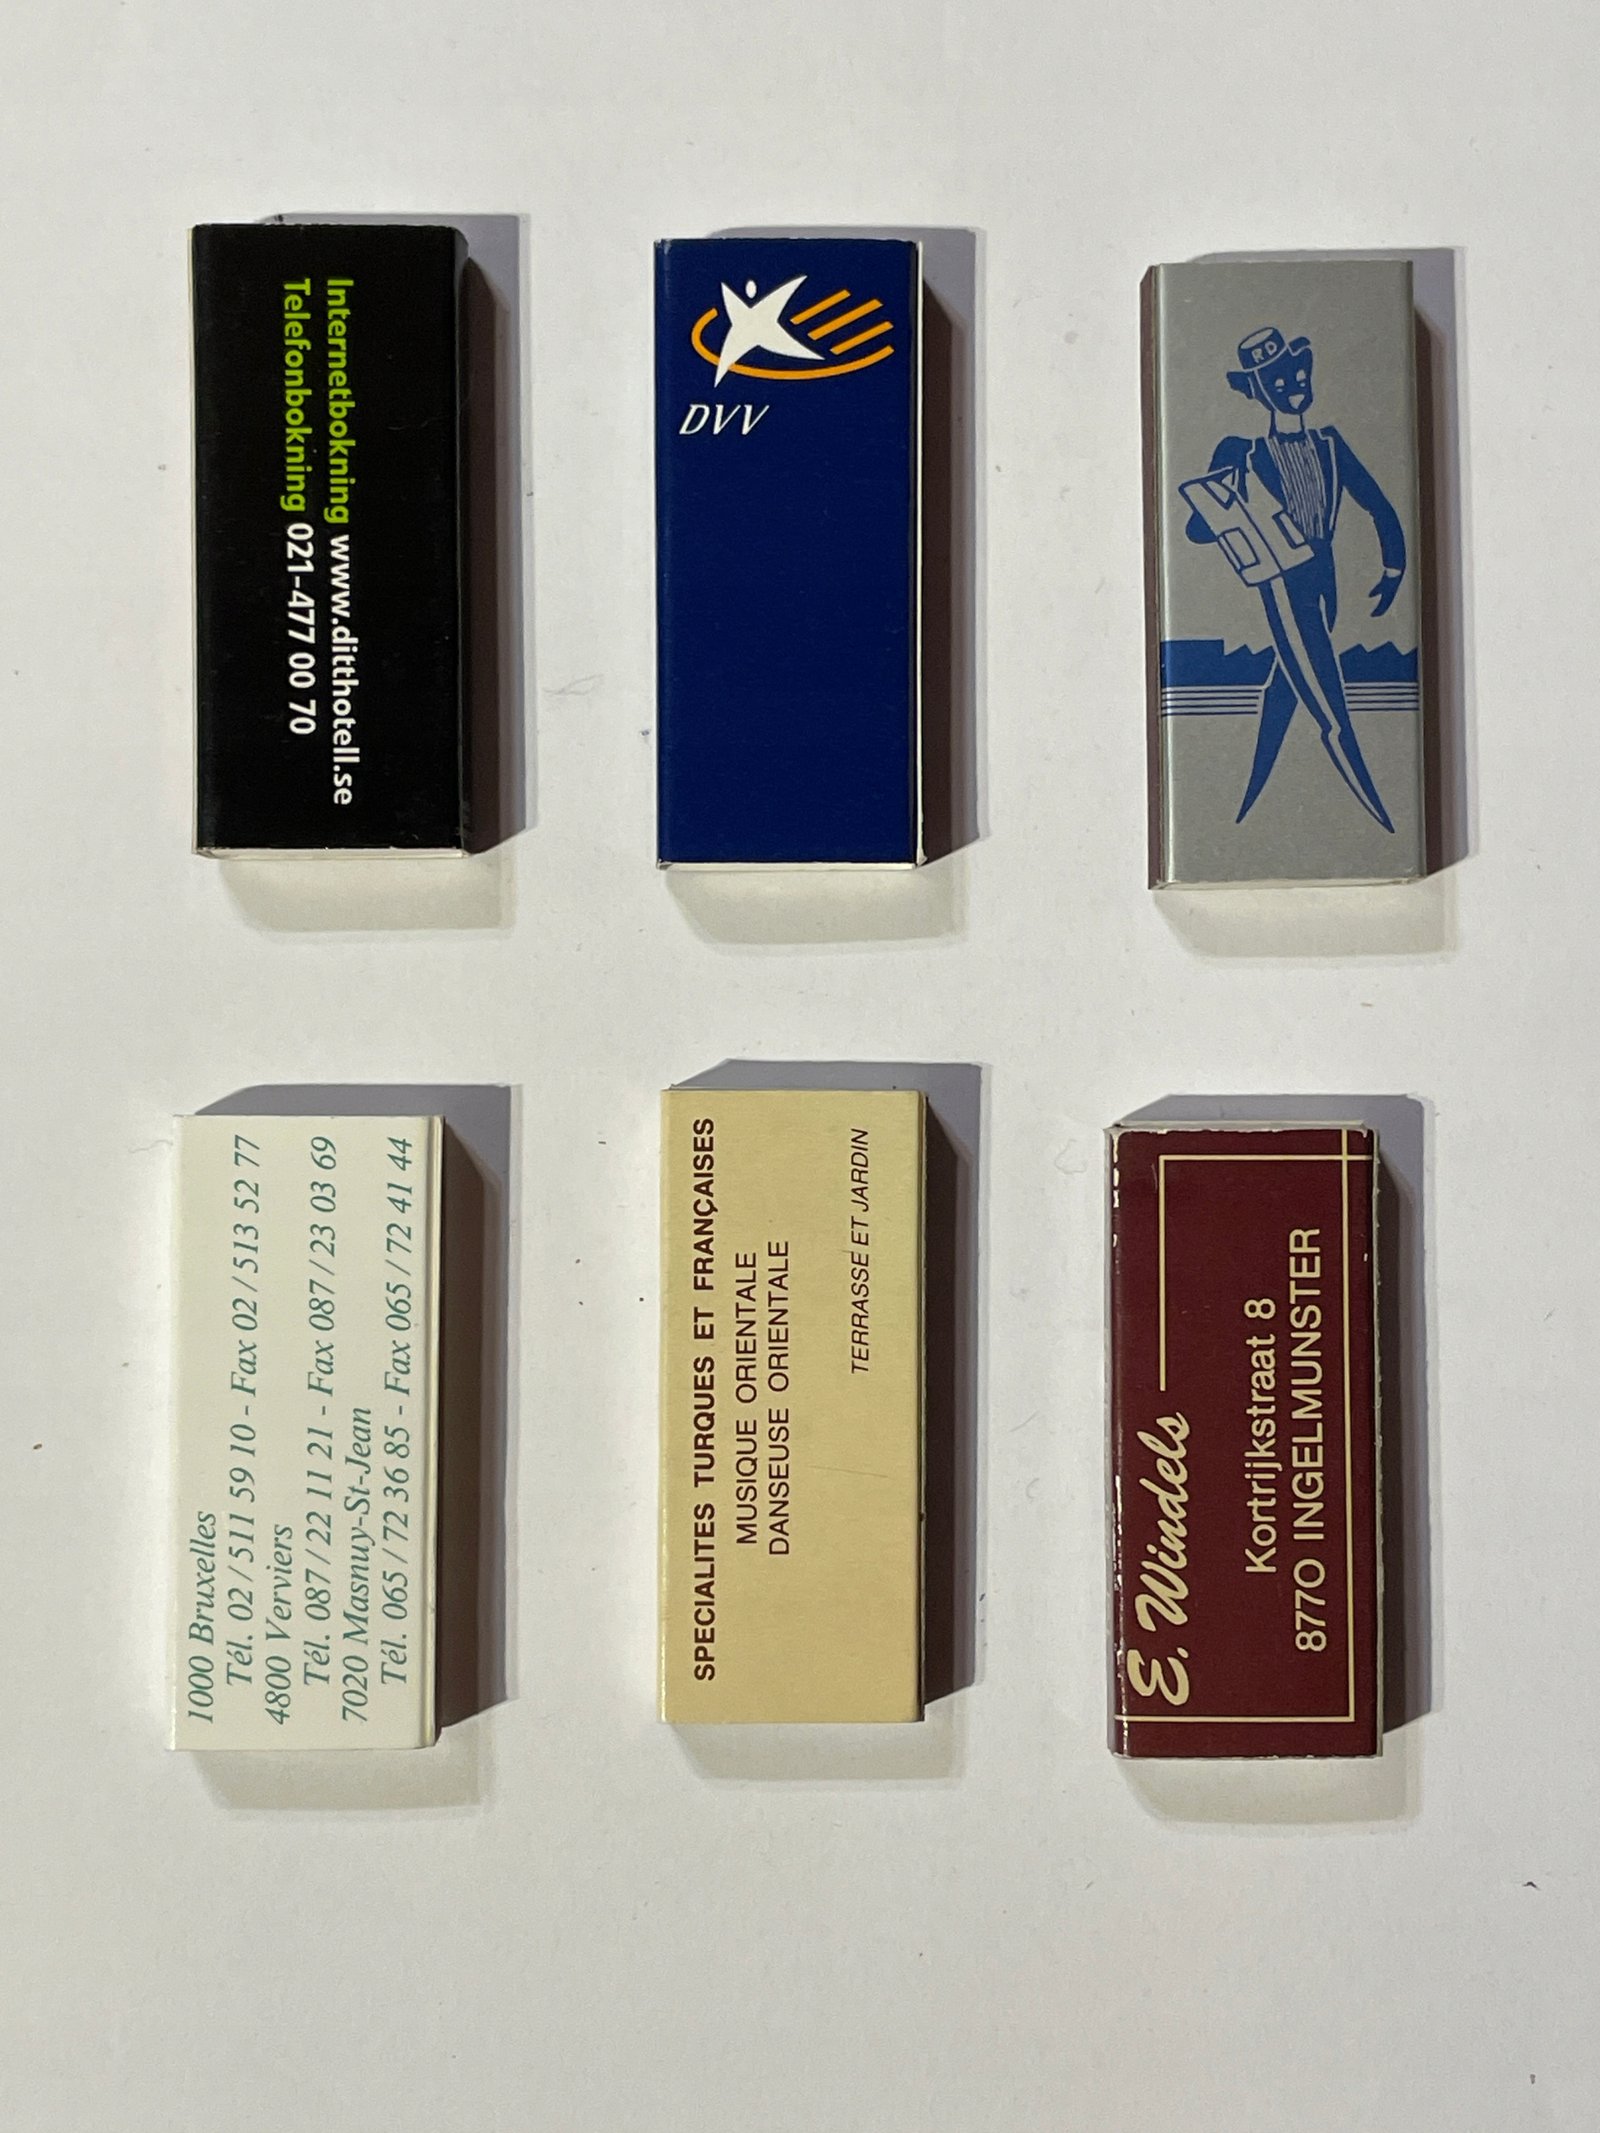 Internetbokning www.ditthotell.se
Telefonbokning 021-477 00 70
DVV
RD
1000 Bruxelles
Tél. 02 / 511 59 10 - Fax 02 / 513 52 77
4800 Verviers
Tél. 087 / 22 11 21 - Fax 087 / 23 03 69
7020 Masnuy-St-Jean
Tél. 065 / 72 36 85 - Fax 065 / 72 41 44
SPECIALITES TURQUES ET FRANÇAISES
MUSIQUE ORIENTALE
DANSEUSE ORIENTALE
TERRASSE ET JARDIN
E. Windels
Kortrijkstraat 8
877O INGELMUNSTER